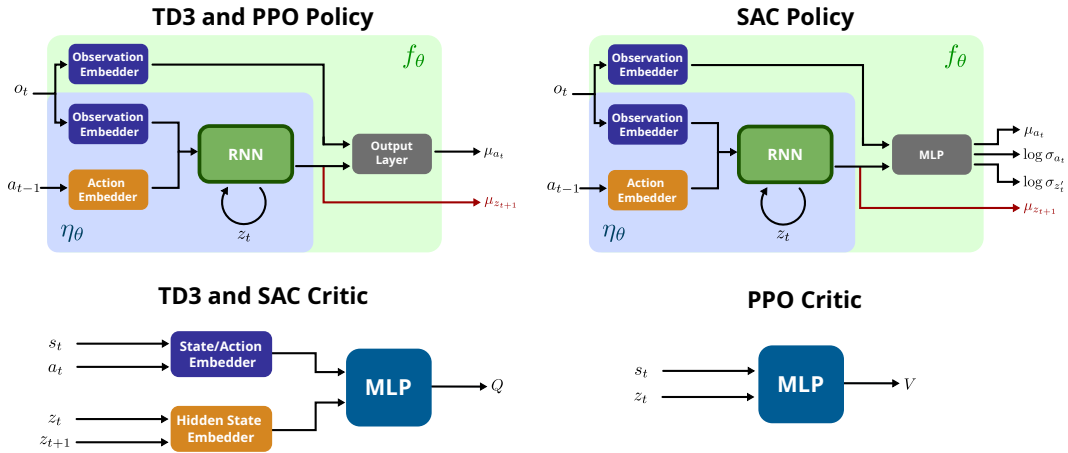 TD3 and PPO Policy
Observation
Embedder
f_θ
o_t
Observation
Embedder
RNN
Output
Layer
μ_{a_t}
a_{t−1}
Action
Embedder
μ_{z_{t+1}}
η_θ
z_t
SAC Policy
Observation
Embedder
f_θ
o_t
Observation
Embedder
RNN
MLP
μ_{a_t}
log σ_{a_t}
log σ_{z'_t}
a_{t−1}
Action
Embedder
μ_{z_{t+1}}
η_θ
z_t
TD3 and SAC Critic
s_t
a_t
State/Action
Embedder
MLP
Q
z_t
z_{t+1}
Hidden State
Embedder
PPO Critic
s_t
z_t
MLP
V